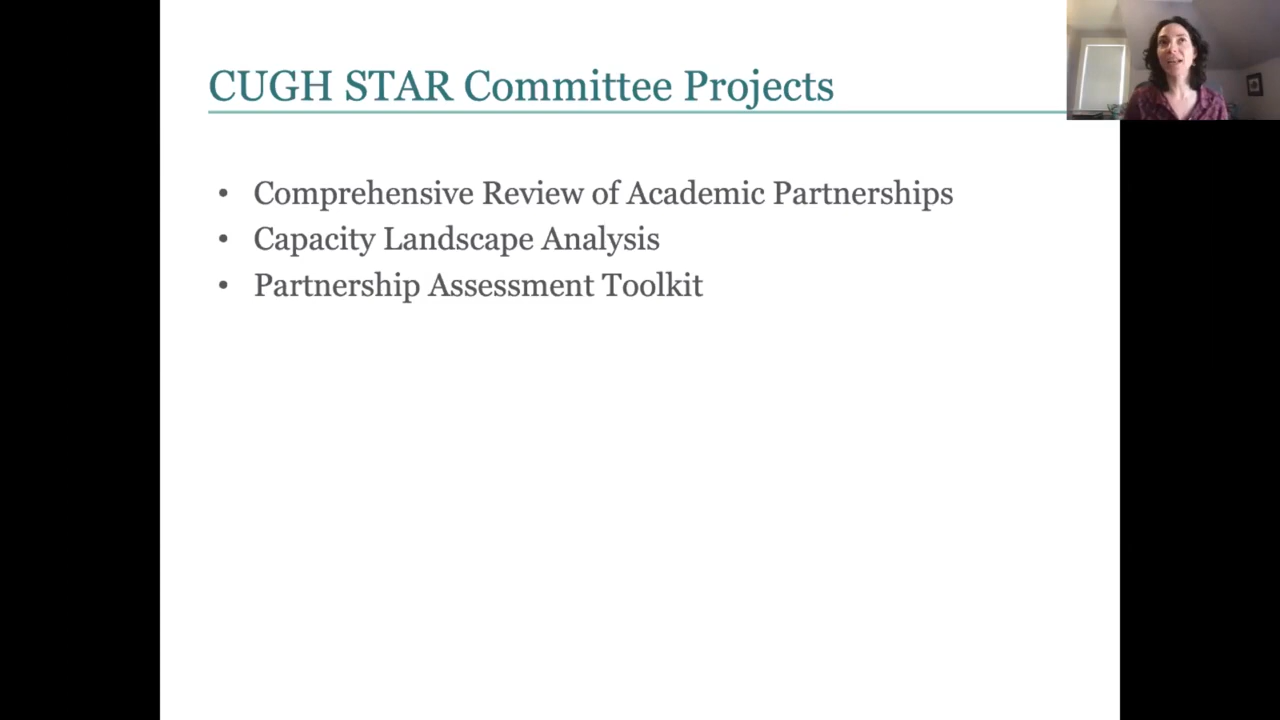 CUGH STAR Committee Projects
• Comprehensive Review of Academic Partnerships
• Capacity Landscape Analysis
• Partnership Assessment Toolkit